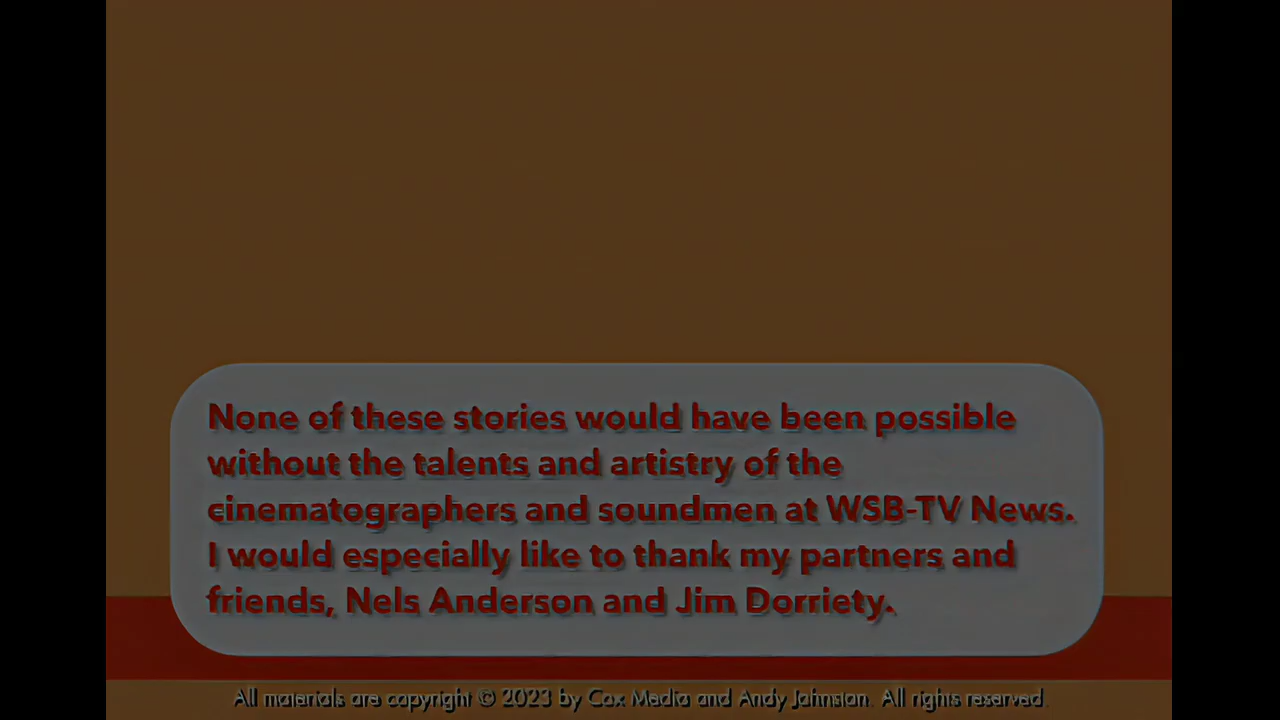 None of these stories would have been possible
without the talents and artistry of the
cinematographers and soundmen at WSB-TV News.
I would especially like to thank my partners and
friends, Nels Anderson and Jim Dorriety.
All materials are copyright © 2023 by Cox Media and Andy Johnston. All rights reserved.